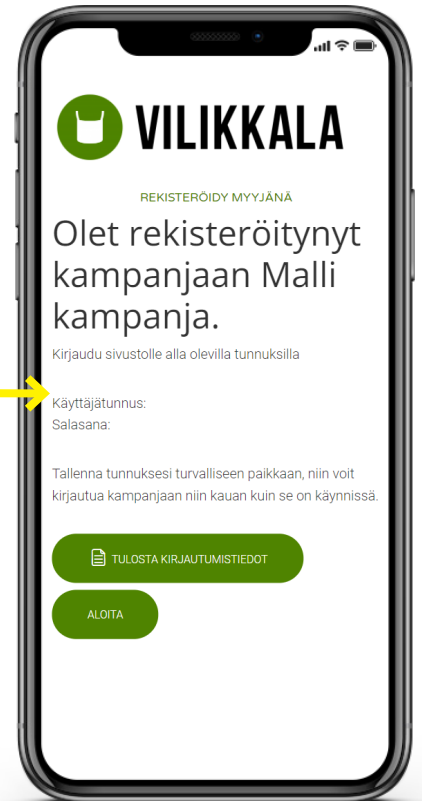 VILIKKALA
REKISTERÖIDY MYYJÄNÄ
Olet rekisteröitynyt
kampanjaan Malli
kampanja.
Kirjaudu sivustolle alla olevilla tunnuksilla
Käyttäjätunnus:
Salasana:
Tallenna tunnuksesi turvalliseen paikkaan, niin voit
kirjautua kampanjaan niin kauan kuin se on käynnissä.
TULOSTA KIRJAUTUMISTIEDOT
ALOITA